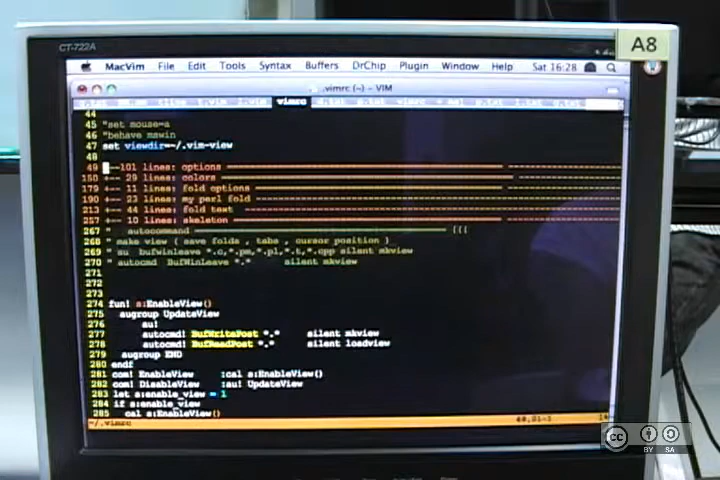 CT-722A
A8
MacVim File Edit Tools Syntax Buffers DrChip Plugin Window Help Sat 16:28
.vimrc (~) - VIM
vimrc
44
45 "set mouse=a
46 "behave mswin
47 set viewdir=~/.vim-view
48
49 +--101 lines: options
150 +-- 29 lines: colors
179 +-- 11 lines: fold options
190 +-- 23 lines: my perl fold
213 +-- 44 lines: fold text
257 +-- 10 lines: skeleton
267 " autocommand {{{
268 " make view ( save folds , tabs , cursor position )
269 " au bufwinleave *.c,*.pm,*.pl,*.t,*.cpp silent mkview
270 " autocmd BufWinleave *.* silent mkview
271
272
273
274 fun! s:EnableView()
275 augroup UpdateView
276 au!
277 autocmd! BufWritePost *.* silent mkview
278 autocmd! BufReadPost *.* silent loadview
279 augroup END
280 endf
281 com! EnableView :cal s:EnableView()
282 com! DisableView :au! UpdateView
283 let s:enable_view = 1
284 if s:enable_view
285 cal s:EnableView()
~/.vimrc
cc
BY SA